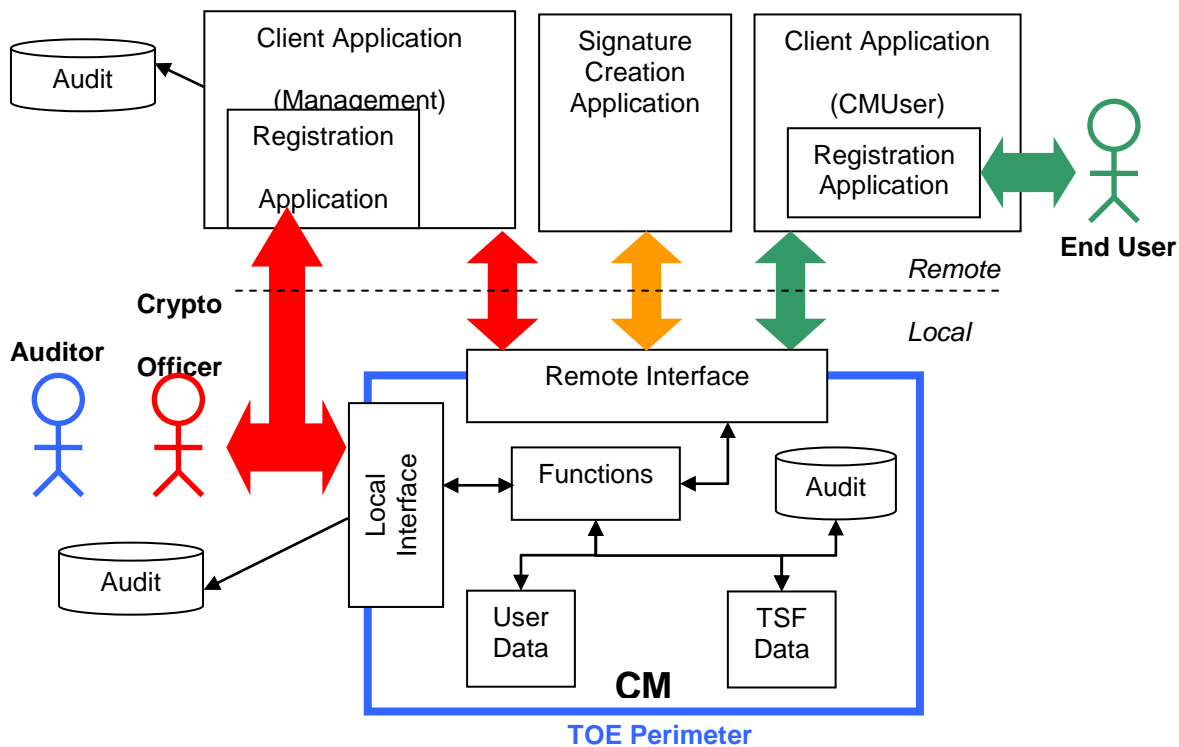 Audit
Client Application
(Management)
Registration
Application
Signature
Creation
Application
Client Application
(CMUser)
Registration
Application
End User
Remote
Local
Crypto
Officer
Auditor
Remote Interface
Local
Interface
Functions
Audit
Audit
User
Data
TSF
Data
CM
TOE Perimeter